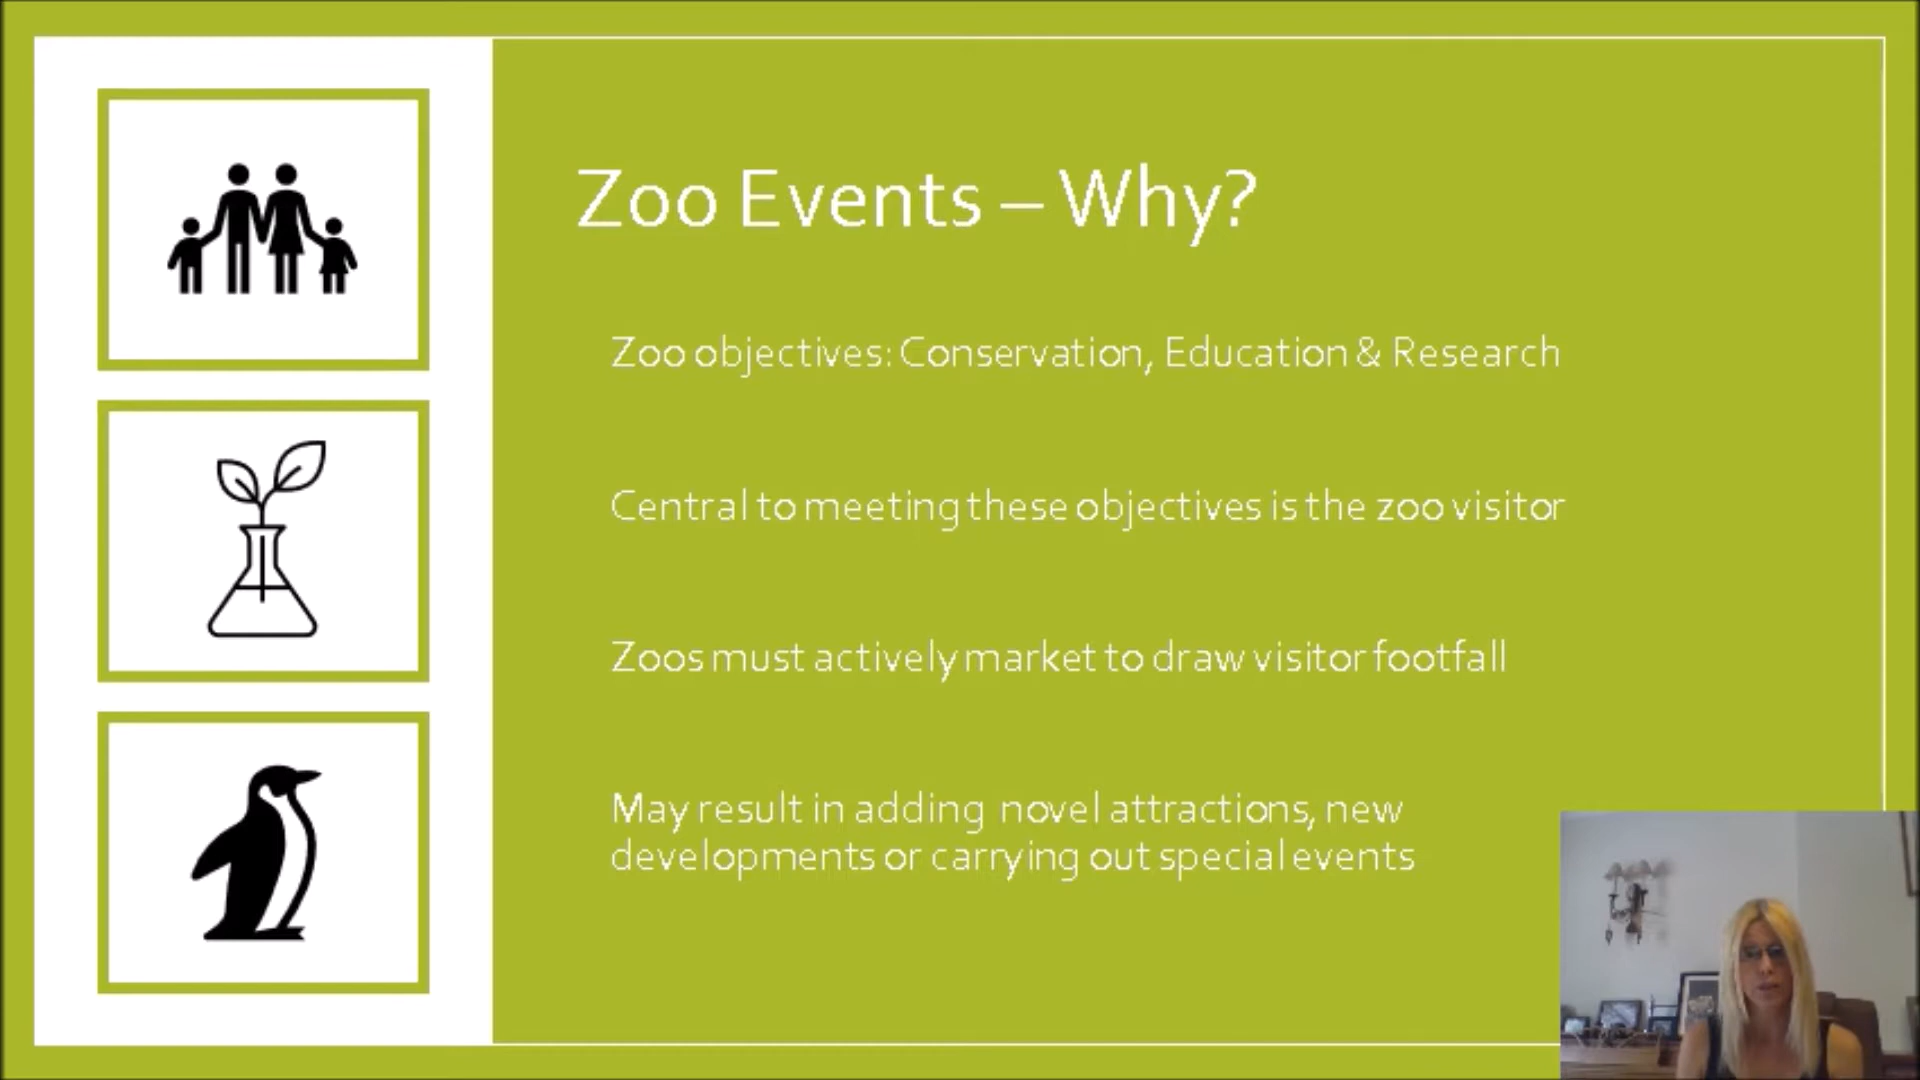 Zoo Events – Why?
Zoo objectives: Conservation, Education & Research
Central to meeting these objectives is the zoo visitor
Zoos must actively market to draw visitor footfall
May result in adding novel attractions, new
developments or carrying out special events